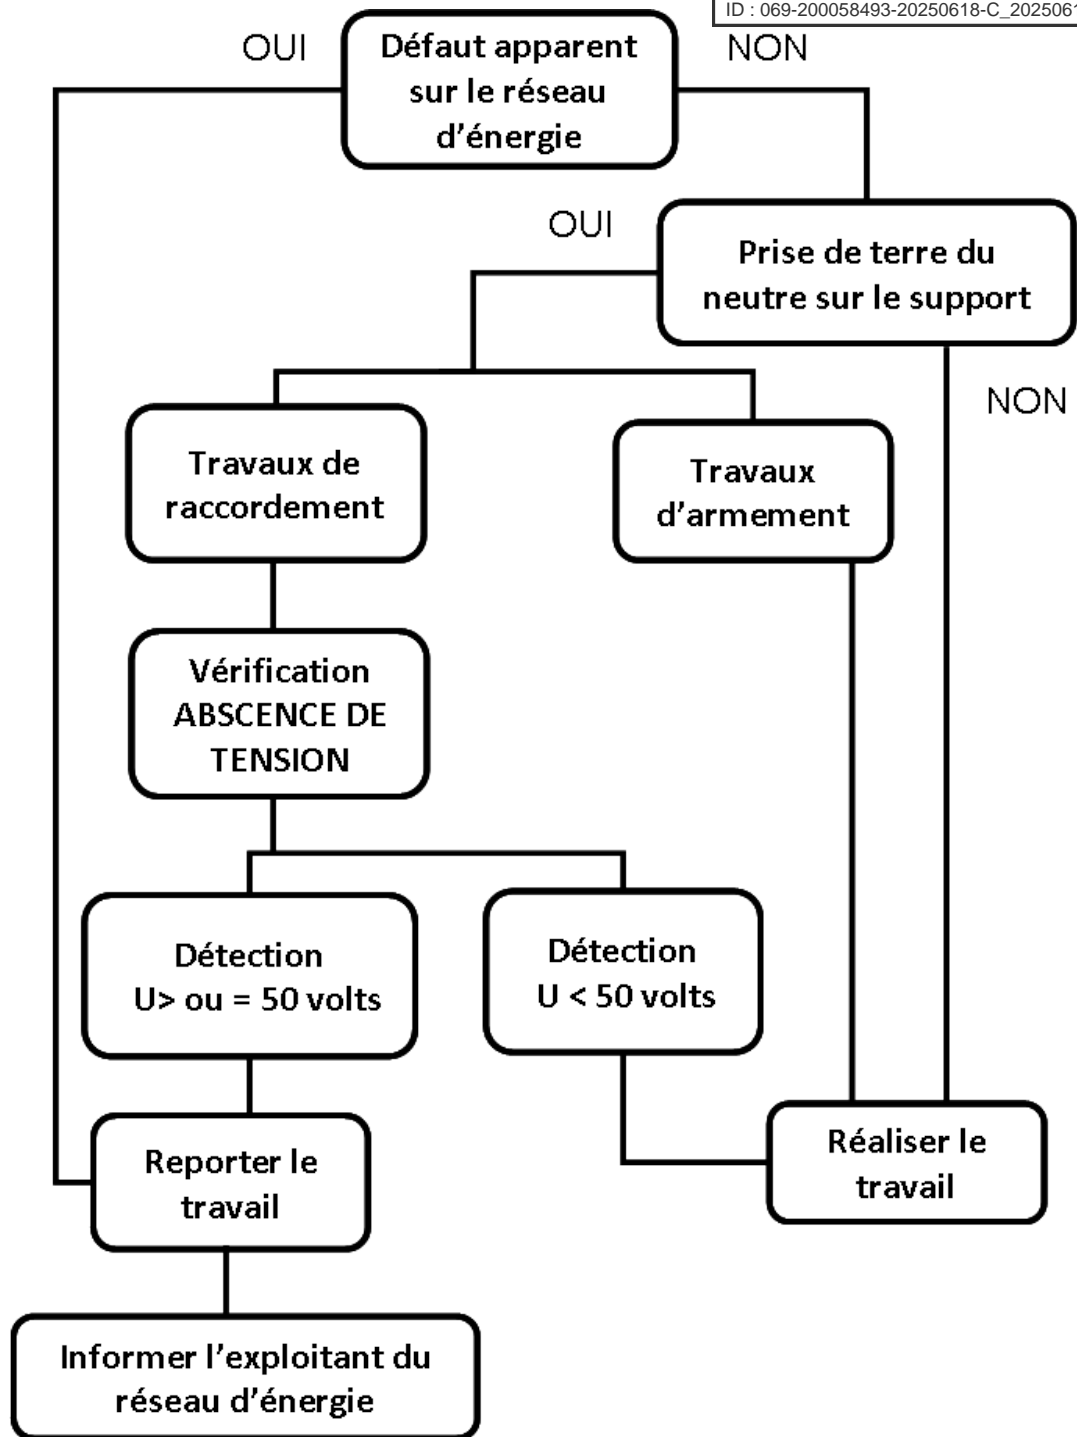 ID : 069-200058493-20250618-C_2025061
OUI
Défaut apparent
sur le réseau
d'énergie
NON
OUI
Prise de terre du
neutre sur le support
NON
Travaux de
raccordement
Travaux
d'armement
Vérification
ABSCENCE DE
TENSION
Détection
U> ou = 50 volts
Détection
U < 50 volts
Reporter le
travail
Réaliser le
travail
Informer l'exploitant du
réseau d'énergie